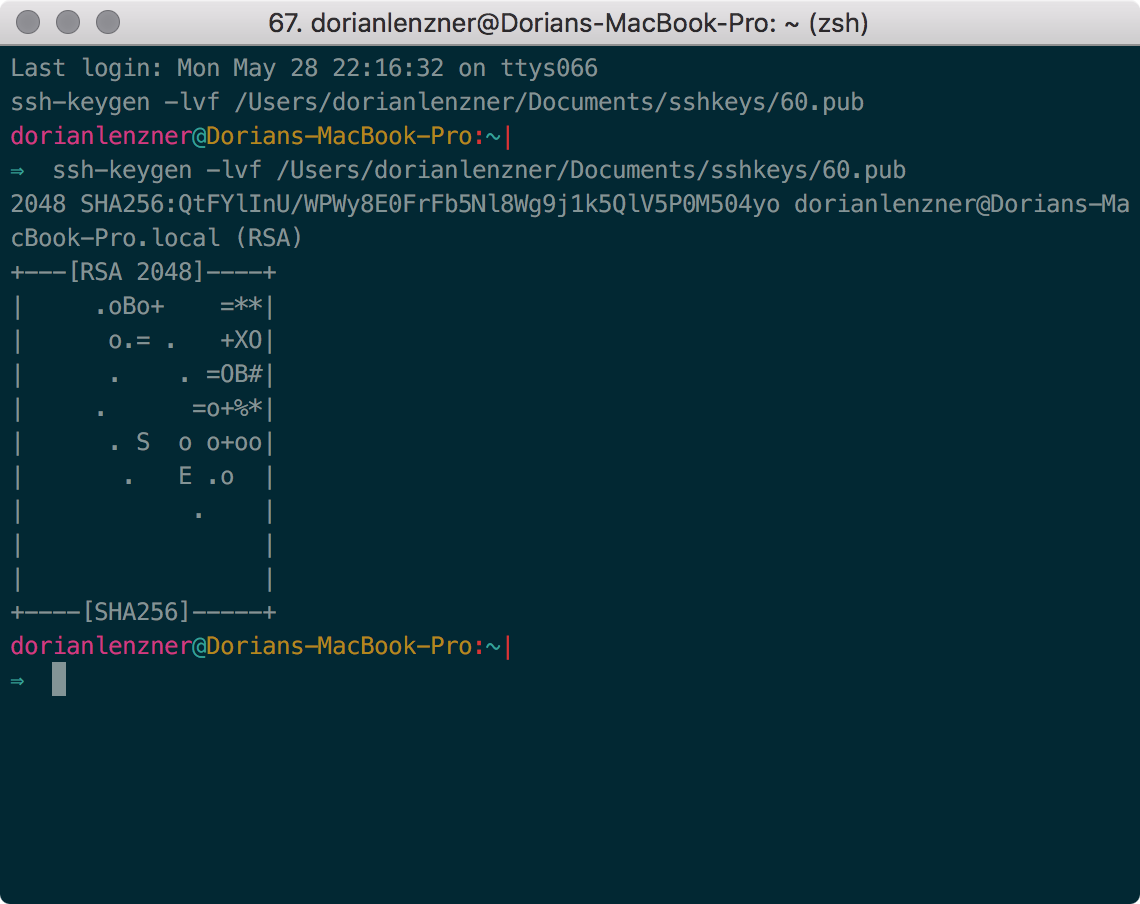 67. dorianlenzner@Dorians-MacBook-Pro: ~ (zsh)
Last login: Mon May 28 22:16:32 on ttys066
ssh-keygen -lvf /Users/dorianlenzner/Documents/sshkeys/60.pub
dorianlenzner@Dorians-MacBook-Pro:~|
⇒  ssh-keygen -lvf /Users/dorianlenzner/Documents/sshkeys/60.pub
2048 SHA256:QtFYlInU/WPWy8E0FrFb5Nl8Wg9j1k5QlV5P0M504yo dorianlenzner@Dorians-Ma
cBook-Pro.local (RSA)
+---[RSA 2048]----+
|     .oBo+    =**|
|      o.= .   +XO|
|      .    . =OB#|
|     .      =o+%*|
|      . S  o o+oo|
|       .   E .o  |
|            .    |
|                 |
|                 |
+----[SHA256]-----+
dorianlenzner@Dorians-MacBook-Pro:~|
⇒